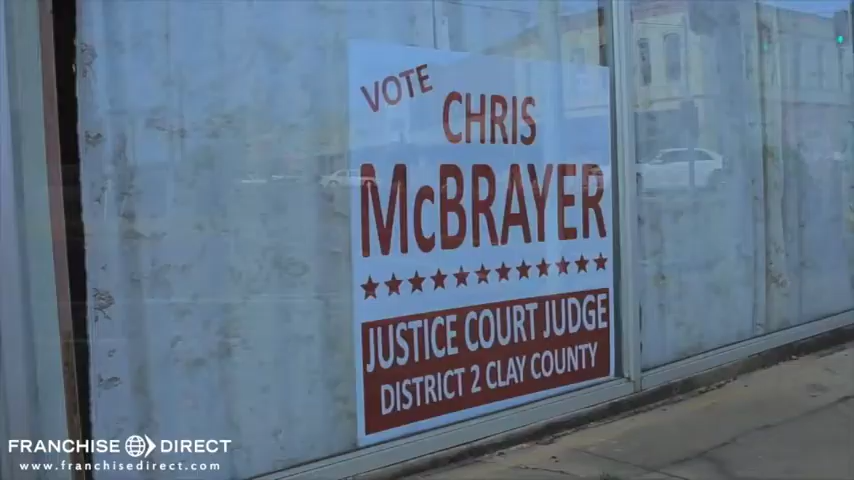 VOTE
CHRIS
McBRAYER
JUSTICE COURT JUDGE
DISTRICT 2 CLAY COUNTY
FRANCHISE DIRECT
www.franchisedirect.com